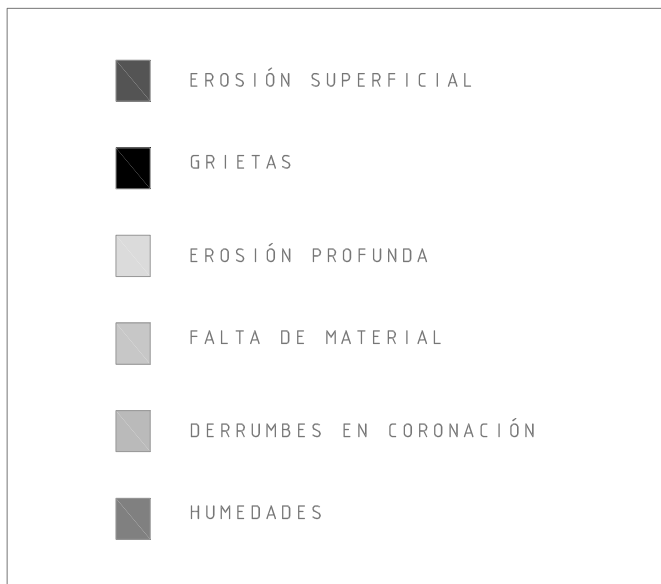 EROSIÓN SUPERFICIAL
GRIETAS
EROSIÓN PROFUNDA
FALTA DE MATERIAL
DERRUMBES EN CORONACIÓN
HUMEDADES